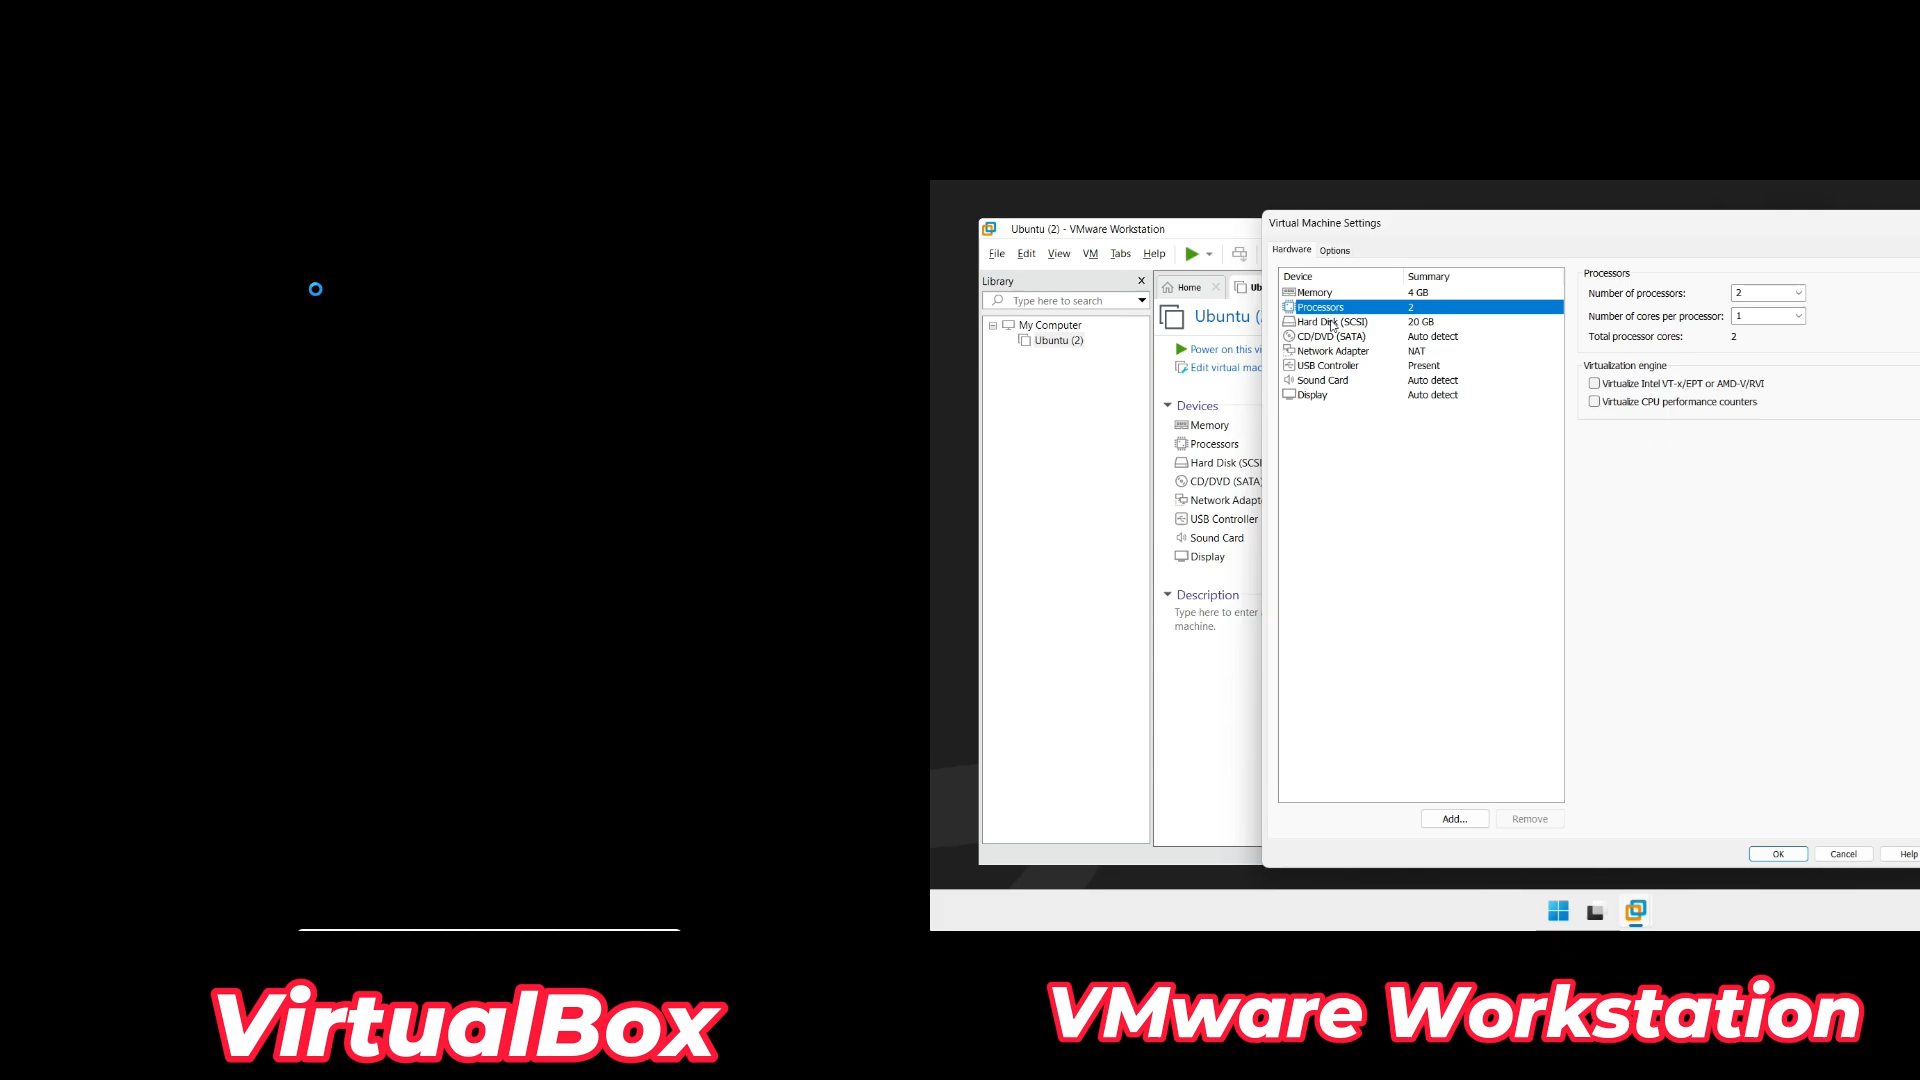 Ubuntu (2) - VMware Workstation
File Edit View VM Tabs Help
Library X
Type here to search
My Computer
Ubuntu (2)
Home
Ub
Ubuntu (
Power on this vi
Edit virtual mac
Devices
Memory
Processors
Hard Disk (SCSI
CD/DVD (SATA)
Network Adapt
USB Controller
Sound Card
Display
Description
Type here to enter
machine.
Virtual Machine Settings
Hardware Options
Device Summary
Memory 4 GB
Processors 2
Hard Disk (SCSI) 20 GB
CD/DVD (SATA) Auto detect
Network Adapter NAT
USB Controller Present
Sound Card Auto detect
Display Auto detect
Add... Remove
Processors
Number of processors: 2
Number of cores per processor: 1
Total processor cores: 2
Virtualization engine
Virtualize Intel VT-x/EPT or AMD-V/RVI
Virtualize CPU performance counters
OK Cancel Help
VirtualBox
VMware Workstation